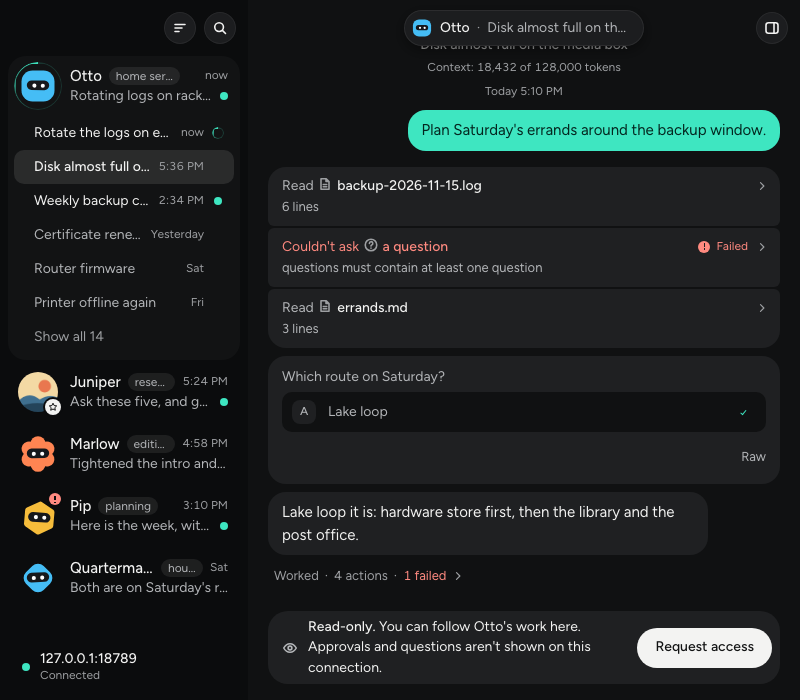 Otto
home ser...
now
Rotating logs on rack...
Rotate the logs on e...
now
Disk almost full o...
5:36 PM
Weekly backup c...
2:34 PM
Certificate rene...
Yesterday
Router firmware
Sat
Printer offline again
Fri
Show all 14
Juniper
rese...
5:24 PM
Ask these five, and g...
Marlow
editi...
4:58 PM
Tightened the intro and...
Pip
planning
3:10 PM
Here is the week, wit...
Quarterma...
hou...
Sat
Both are on Saturday's r...
127.0.0.1:18789
Connected
Otto · Disk almost full on th...
Disk almost full on the media box
Context: 18,432 of 128,000 tokens
Today 5:10 PM
Plan Saturday's errands around the backup window.
Read backup-2026-11-15.log
6 lines
Couldn't ask a question
Failed
questions must contain at least one question
Read errands.md
3 lines
Which route on Saturday?
A Lake loop
Raw
Lake loop it is: hardware store first, then the library and the
post office.
Worked · 4 actions · 1 failed
Read-only. You can follow Otto's work here.
Approvals and questions aren't shown on this
connection.
Request access